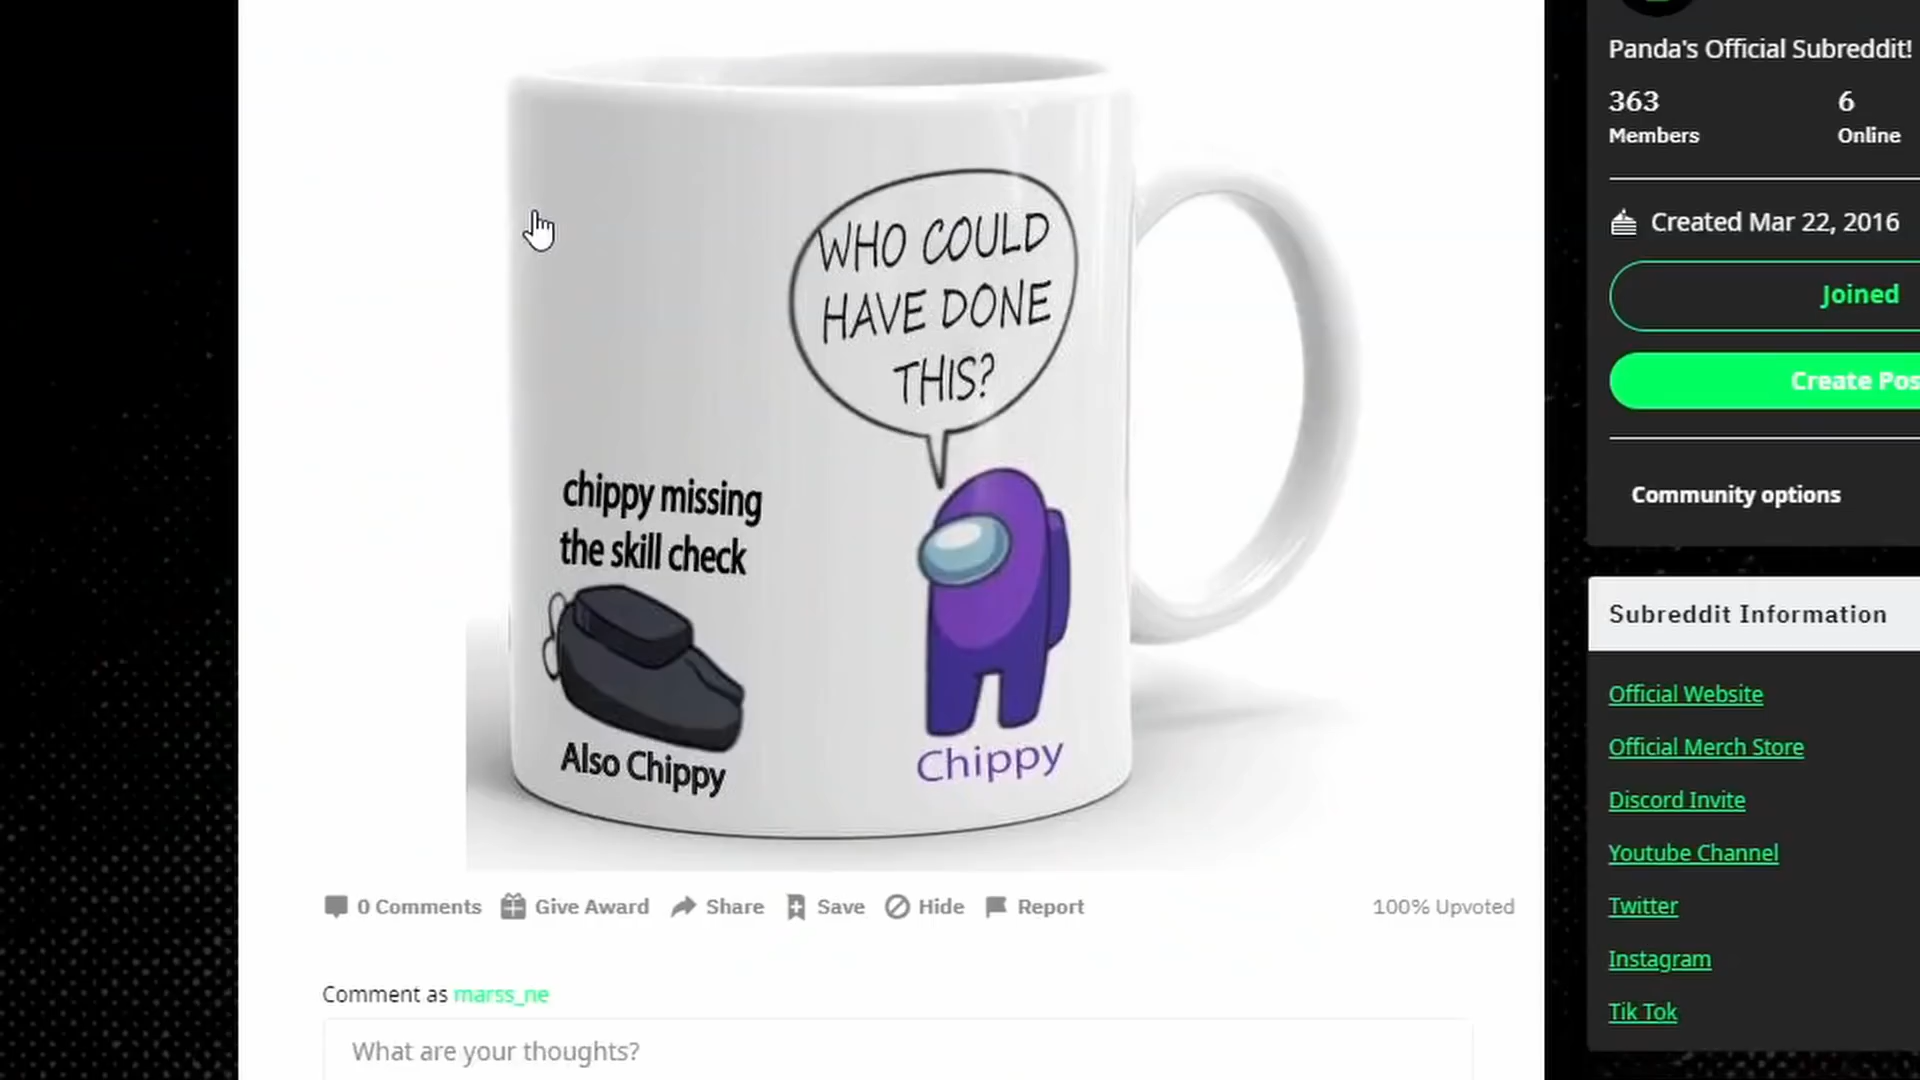 WHO COULD
HAVE DONE
THIS?
chippy missing
the skill check
Also Chippy
Chippy
0 Comments
Give Award
Share
Save
Hide
Report
100% Upvoted
Comment as marss_ne
What are your thoughts?
Panda's Official Subreddit!
363
Members
6
Online
Created Mar 22, 2016
Joined
Create Pos
Community options
Subreddit Information
Official Website
Official Merch Store
Discord Invite
Youtube Channel
Twitter
Instagram
Tik Tok